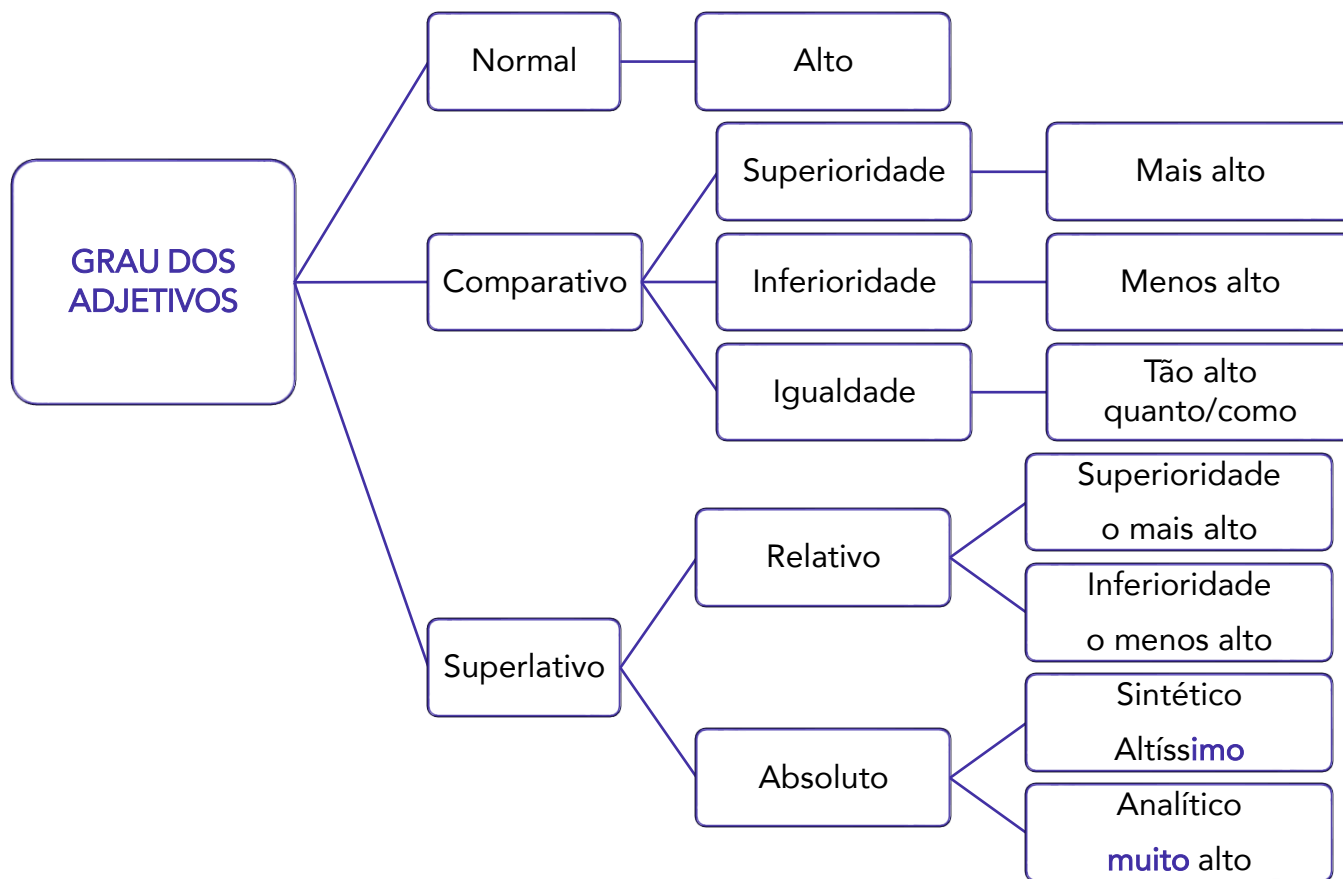 Normal
Alto
GRAU DOS
ADJETIVOS
Comparativo
Superioridade
Mais alto
Inferioridade
Menos alto
Igualdade
Tão alto
quanto/como
Superlativo
Relativo
Superioridade
o mais alto
Inferioridade
o menos alto
Absoluto
Sintético
Altíssimo
Analítico
muito alto